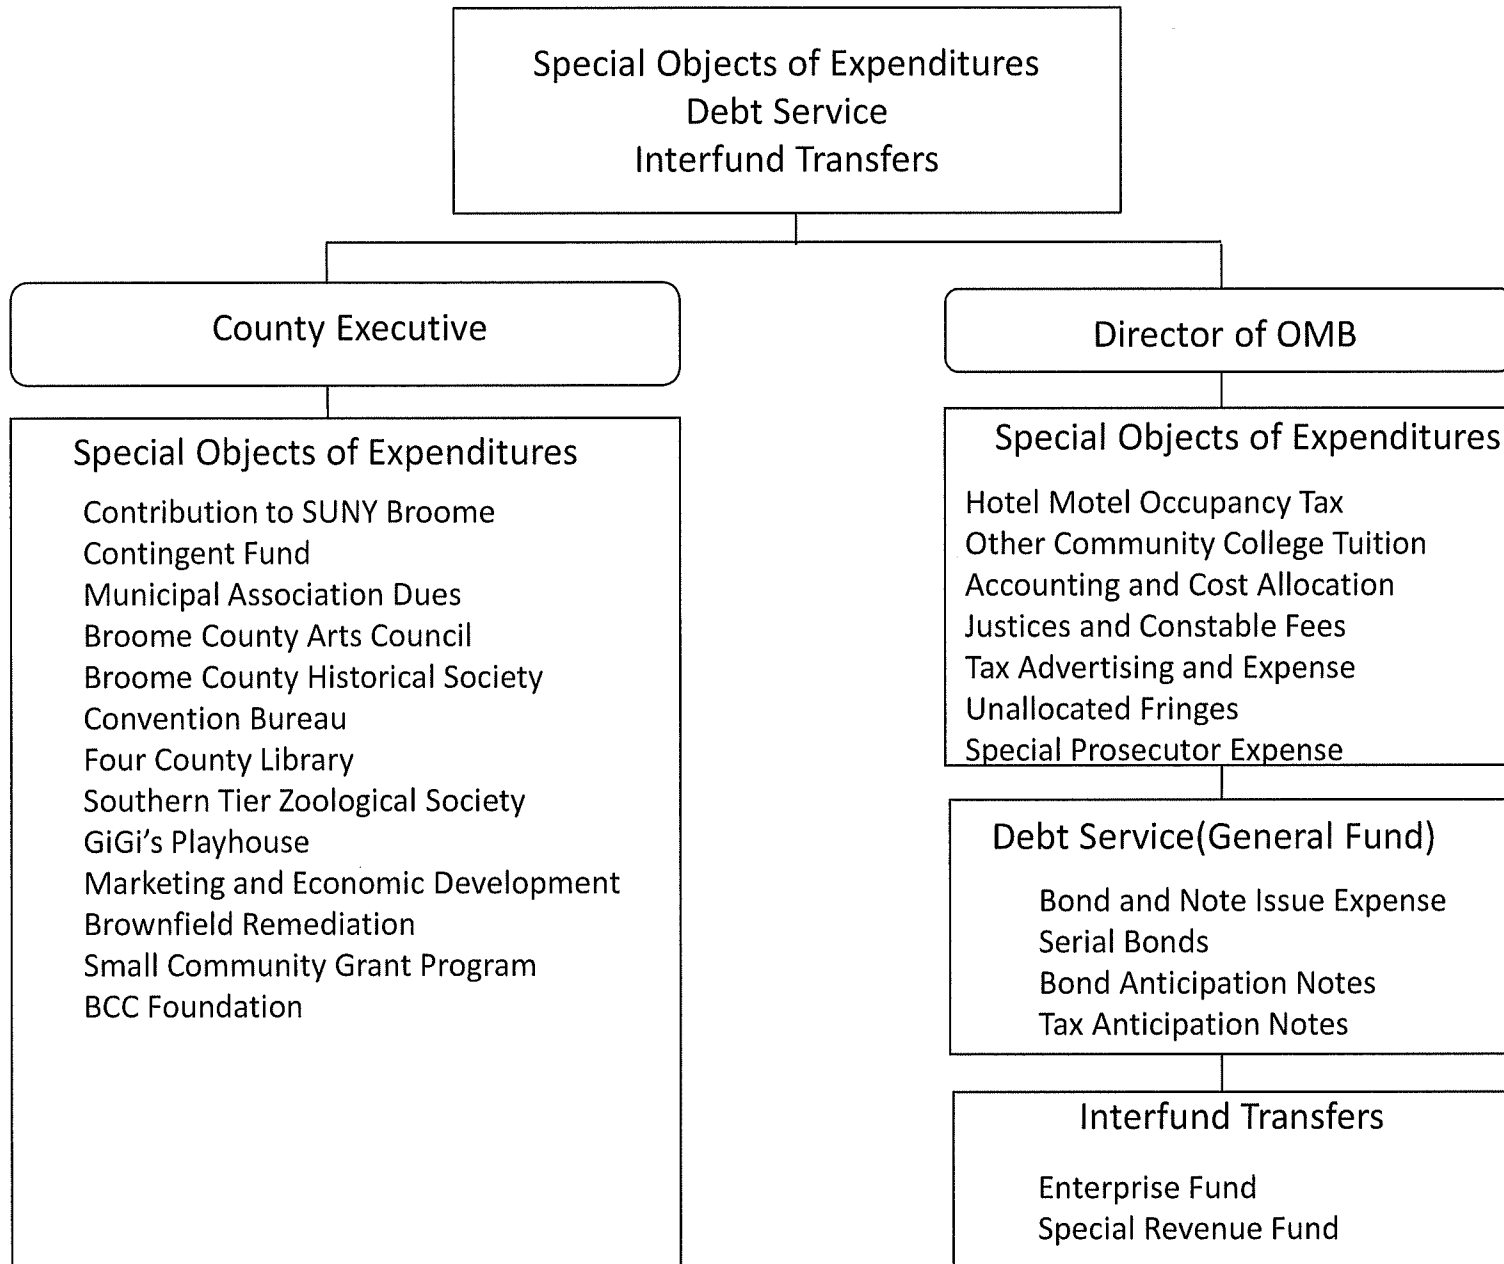 Special Objects of Expenditures
Debt Service
Interfund Transfers
County Executive
Special Objects of Expenditures
Contribution to SUNY Broome
Contingent Fund
Municipal Association Dues
Broome County Arts Council
Broome County Historical Society
Convention Bureau
Four County Library
Southern Tier Zoological Society
GiGi's Playhouse
Marketing and Economic Development
Brownfield Remediation
Small Community Grant Program
BCC Foundation
Director of OMB
Special Objects of Expenditures
Hotel Motel Occupancy Tax
Other Community College Tuition
Accounting and Cost Allocation
Justices and Constable Fees
Tax Advertising and Expense
Unallocated Fringes
Special Prosecutor Expense
Debt Service(General Fund)
Bond and Note Issue Expense
Serial Bonds
Bond Anticipation Notes
Tax Anticipation Notes
Interfund Transfers
Enterprise Fund
Special Revenue Fund